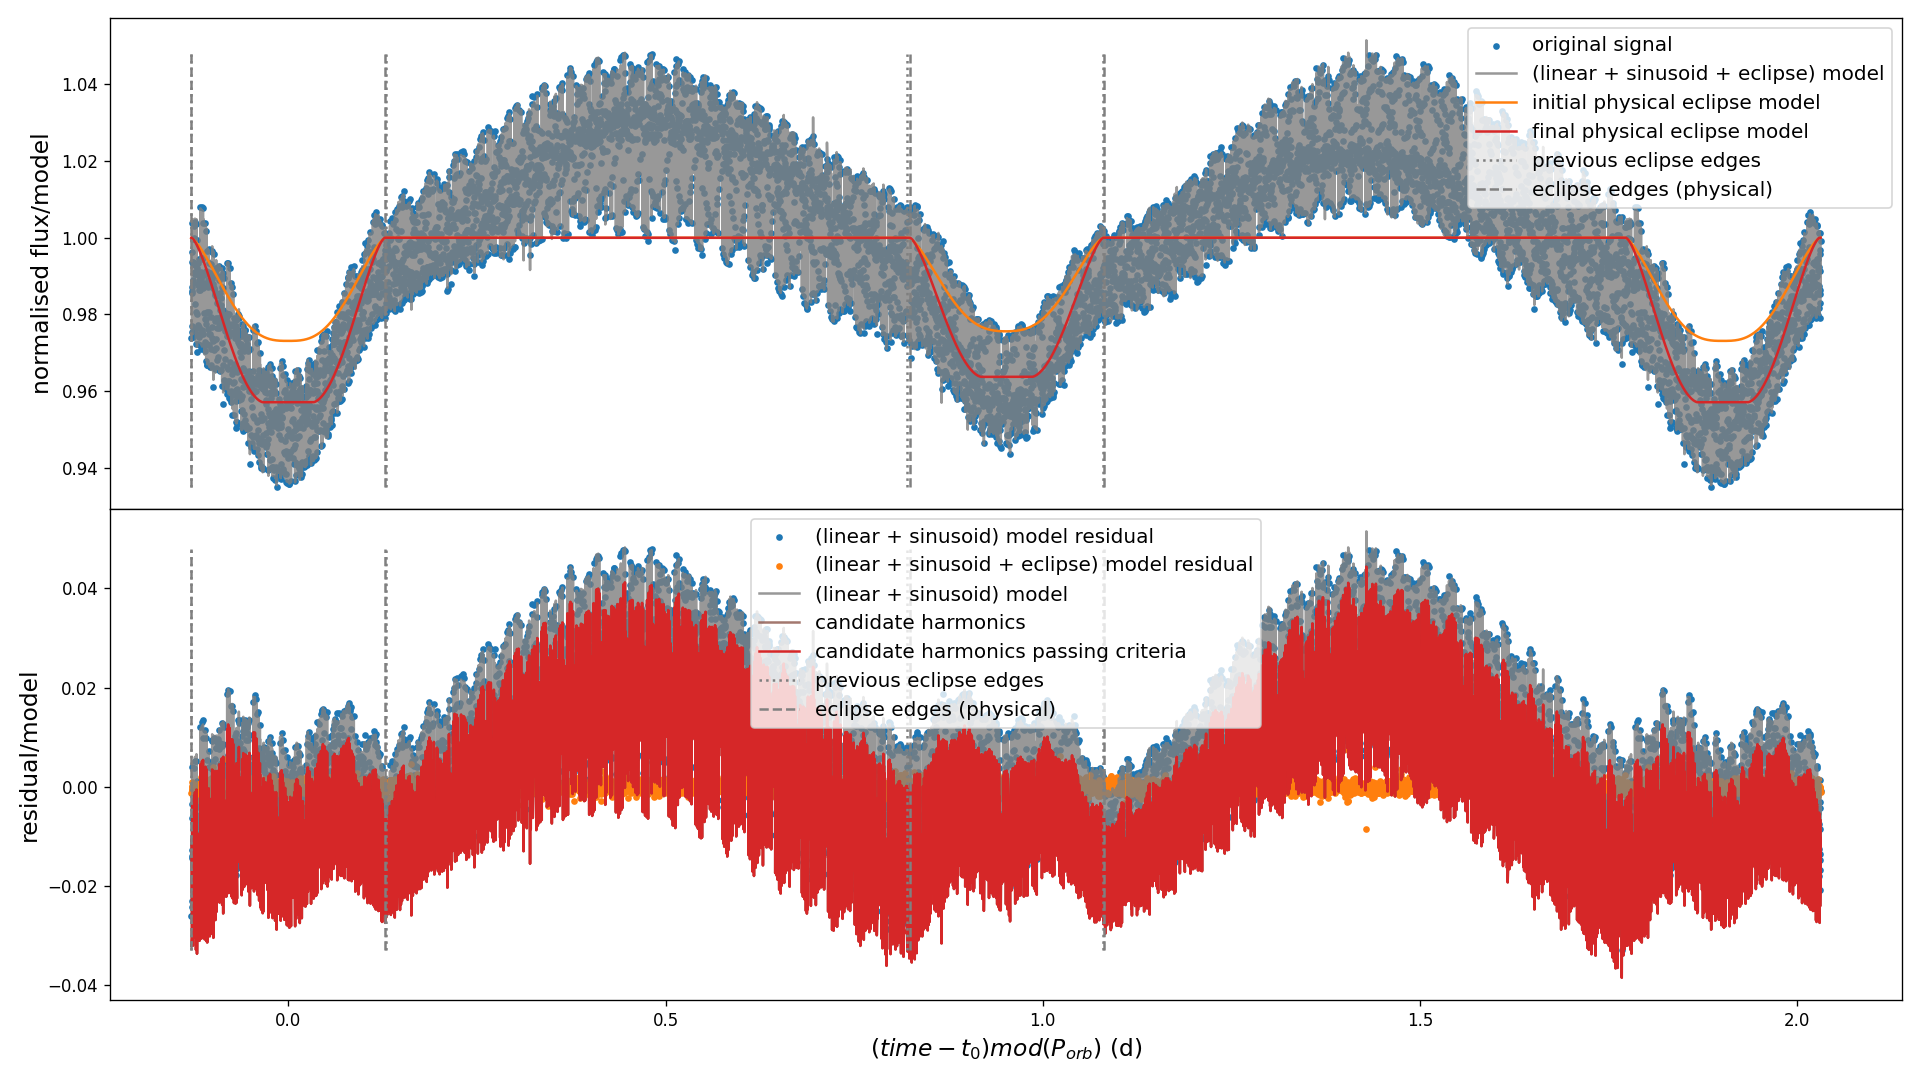 original signal
(linear + sinusoid + eclipse) model
initial physical eclipse model
final physical eclipse model
previous eclipse edges
eclipse edges (physical)
normalised flux/model
1.04
1.02
1.00
0.98
0.96
0.94
(linear + sinusoid) model residual
(linear + sinusoid + eclipse) model residual
(linear + sinusoid) model
candidate harmonics
candidate harmonics passing criteria
previous eclipse edges
eclipse edges (physical)
residual/model
0.04
0.02
0.00
−0.02
−0.04
0.0 0.5 1.0 1.5 2.0
(time − t₀)mod(Pₒᵣb) (d)